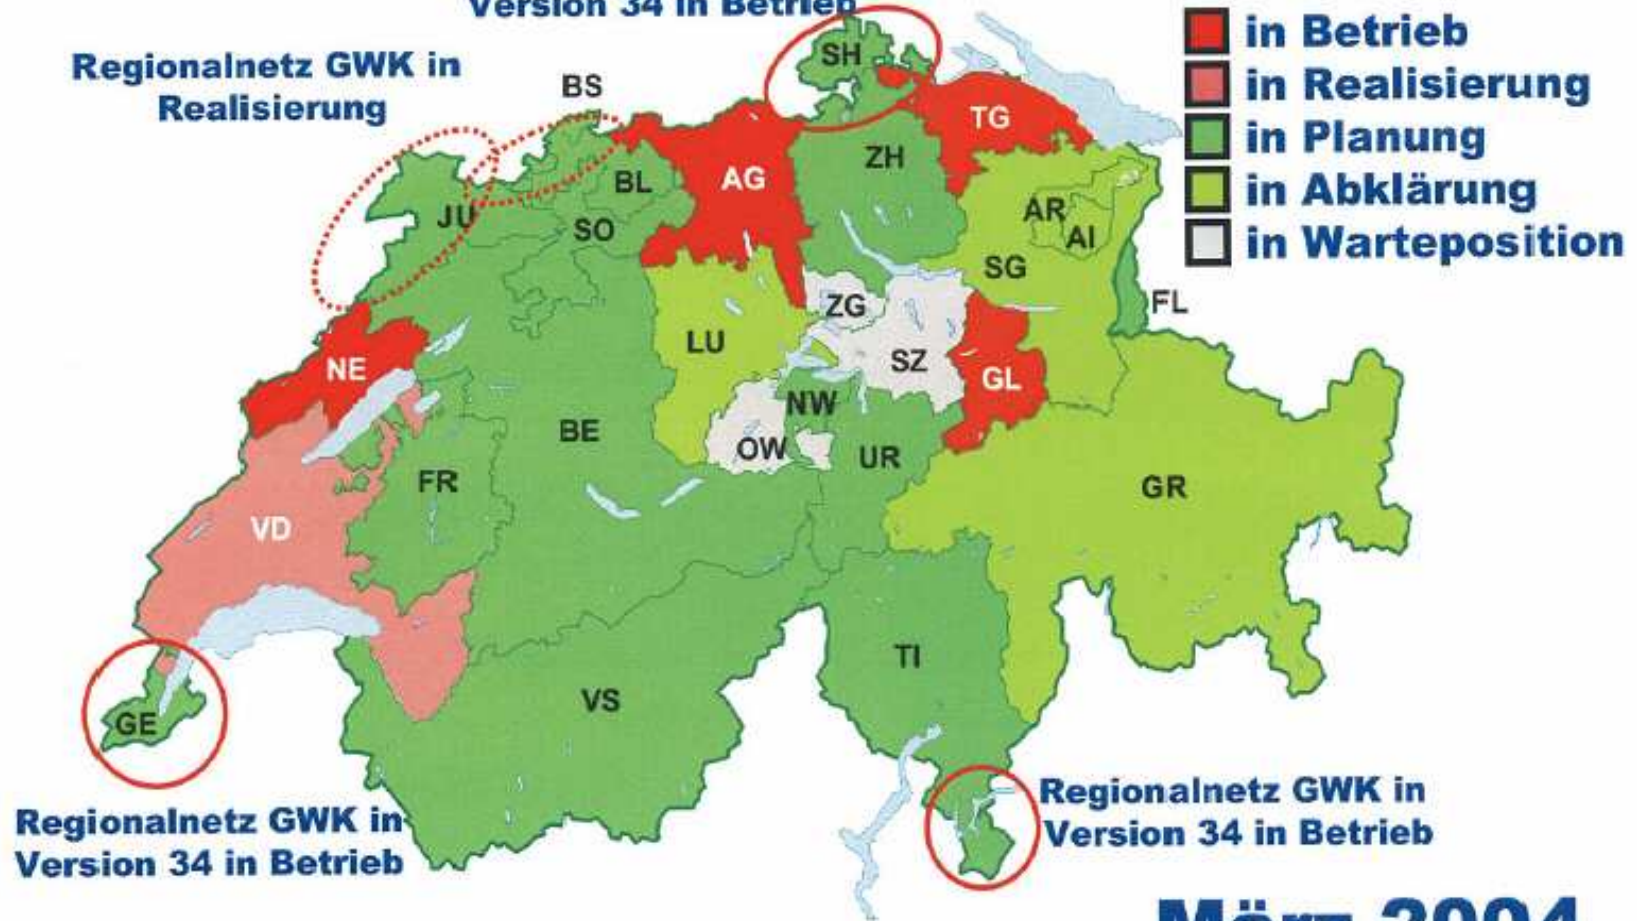 Version 34 in Betrieb
Regionalnetz GWK in
Realisierung
in Betrieb
in Realisierung
in Planung
in Abklärung
in Warteposition
BS
SH
TG
ZH
AG
BL
JU
SO
AR
AI
SG
FL
ZG
LU
SZ
NE
GL
NW
BE
OW
UR
FR
GR
VD
TI
VS
GE
Regionalnetz GWK in
Version 34 in Betrieb
Regionalnetz GWK in
Version 34 in Betrieb
März 2004